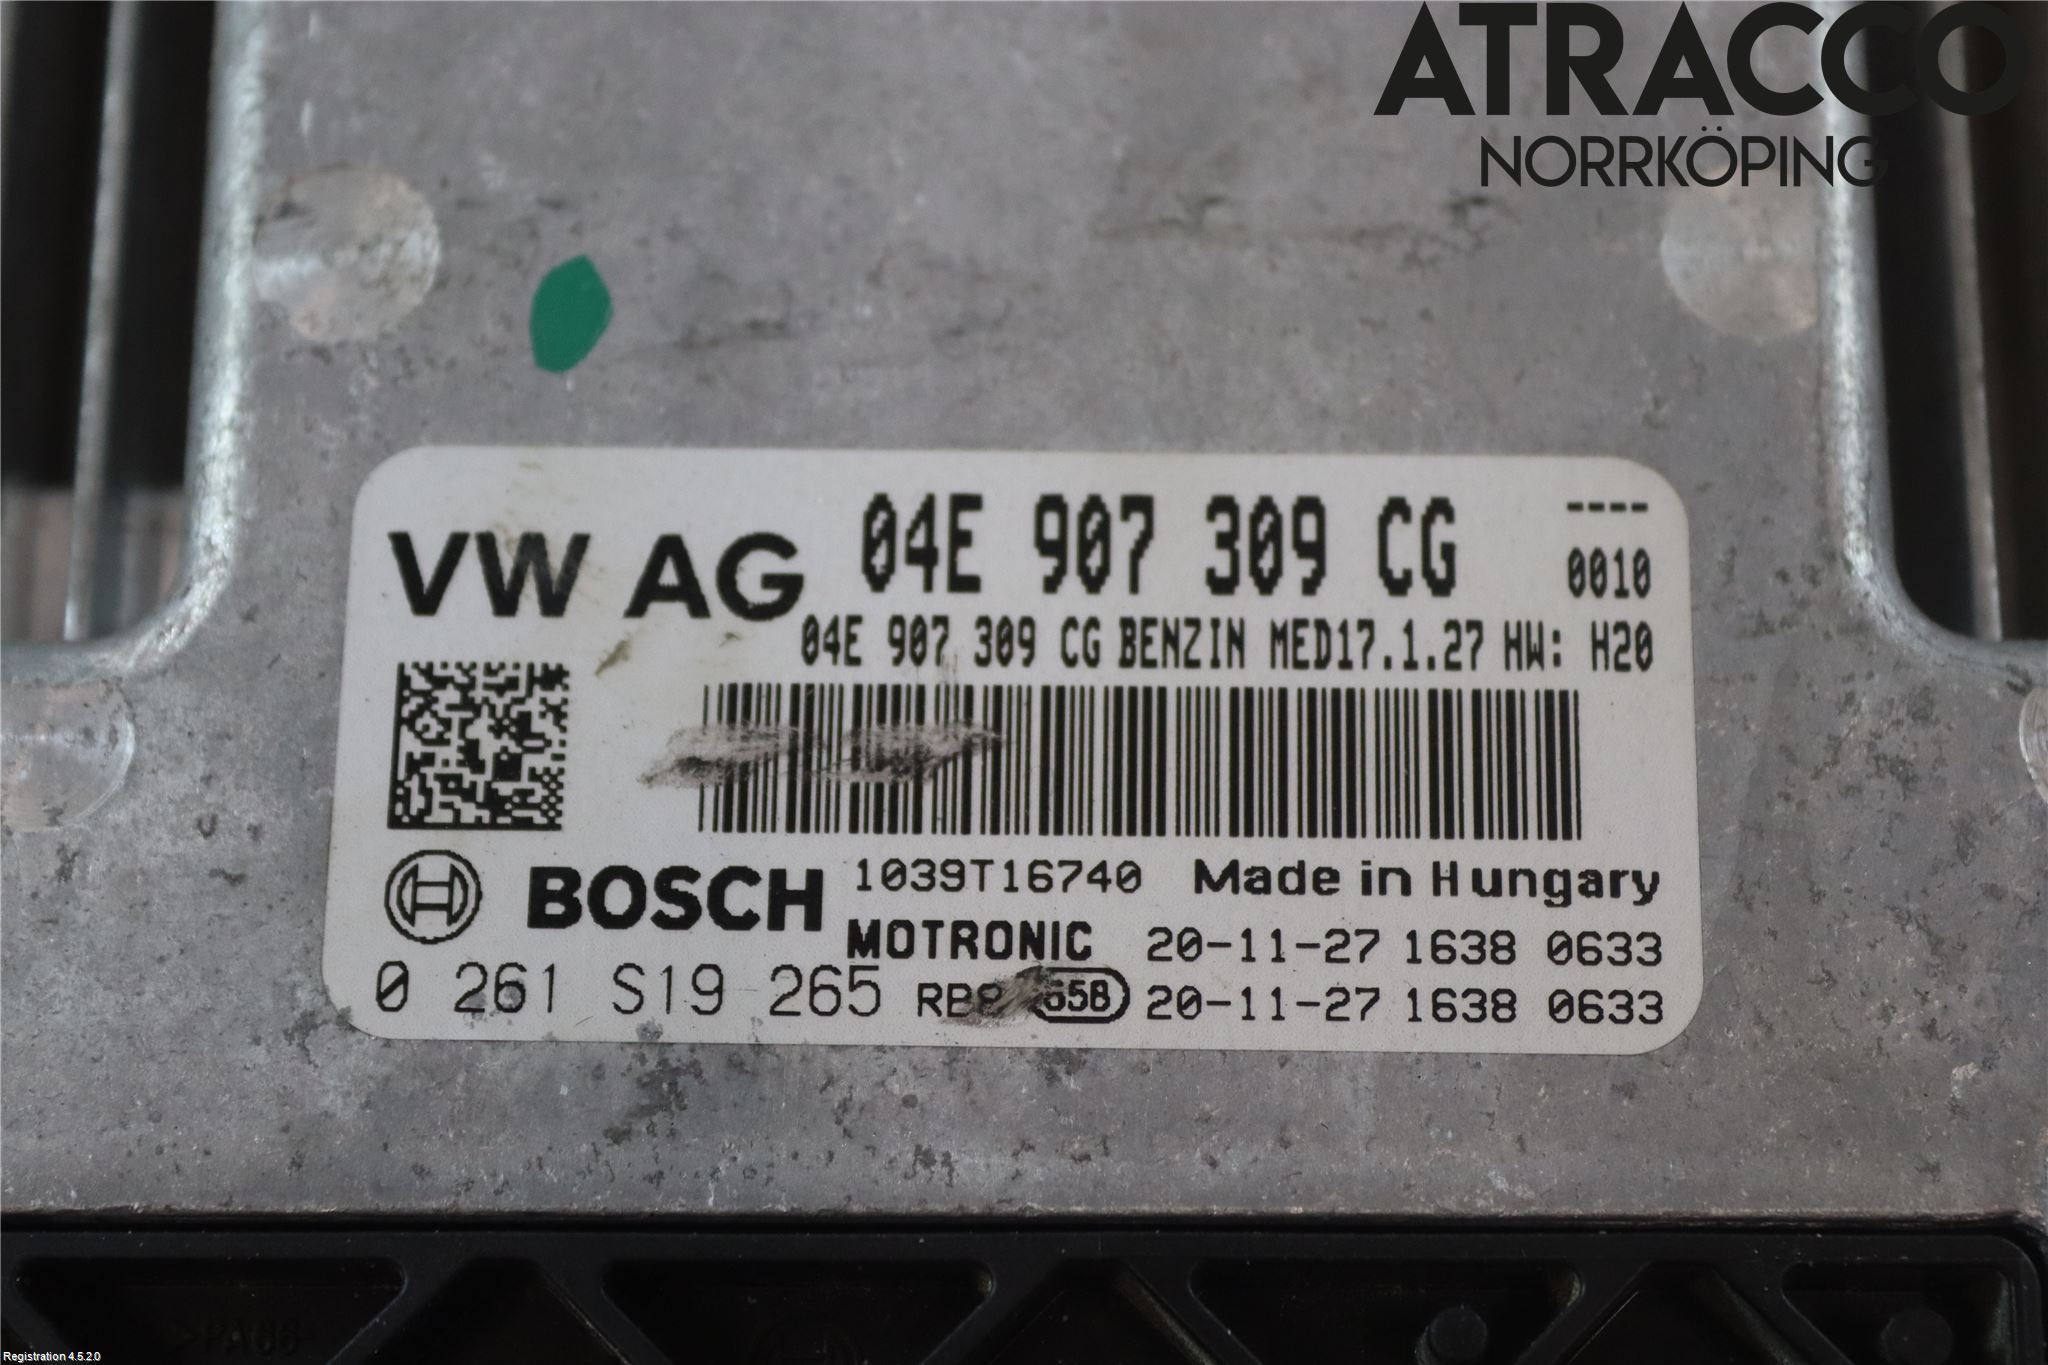 ATRACCO
NORRKÖPING
VW AG
04E 907 309 CG
----
0010
04E 907 309 CG BENZIN MED17.1.27 HW: H20
BOSCH
1039T16740 Made in Hungary
MOTRONIC 20-11-27 1638 0633
0 261 S19 265
20-11-27 1638 0633
>PA66-
Registration 4.5.2.0